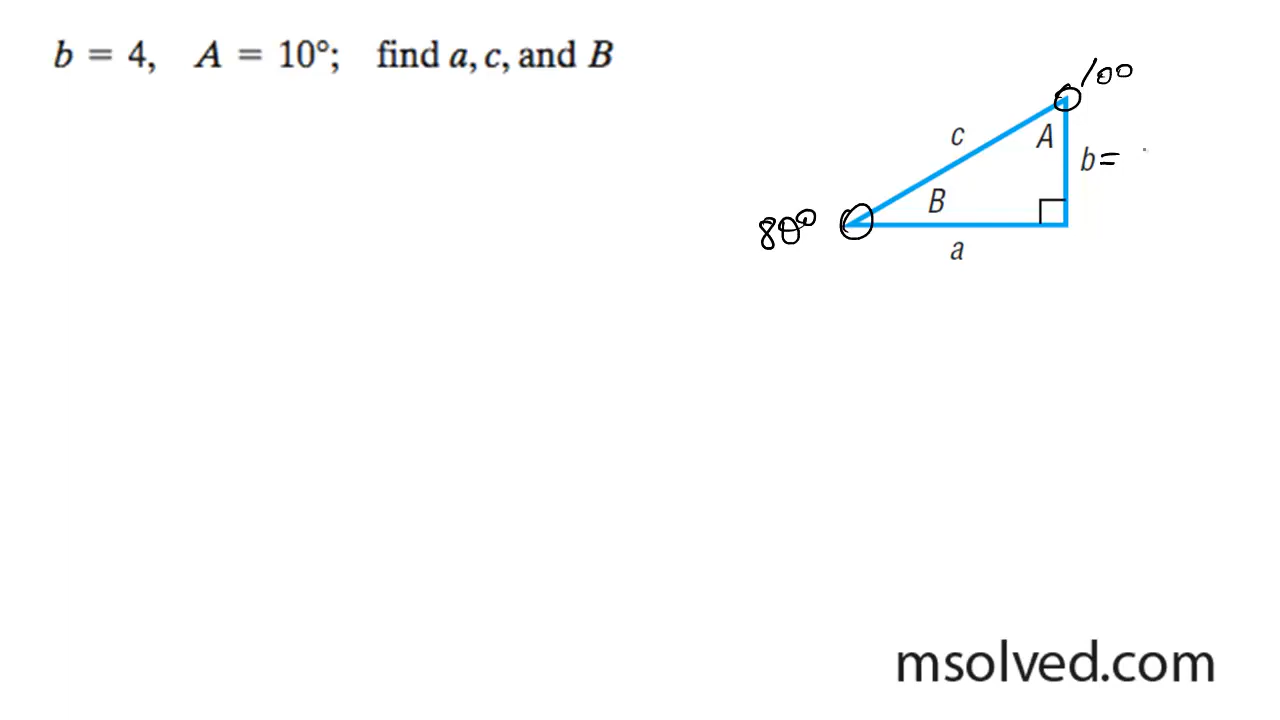 b = 4, A = 10°; find a, c, and B
10°
c
A
b =
B
80°
a
msolved.com